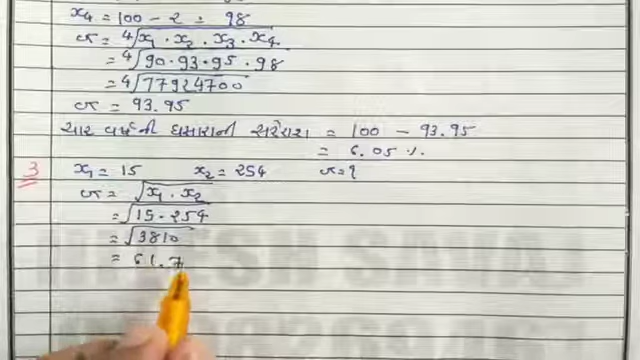 x₄ = 100 - 2 = 98
જ = ⁴√x₁ · x₂ · x₃ · x₄
= ⁴√90 · 93 · 95 · 98
= ⁴√77924700
જ = 93.95
ચાર વર્ષની ઘસારાની સરેરાશ = 100 - 93.95
= 6.05 %.
3 x₁ = 15 x₂ = 254 જ = ?
જ = √x₁ · x₂
= √15 · 254
= √3810
= 61.7